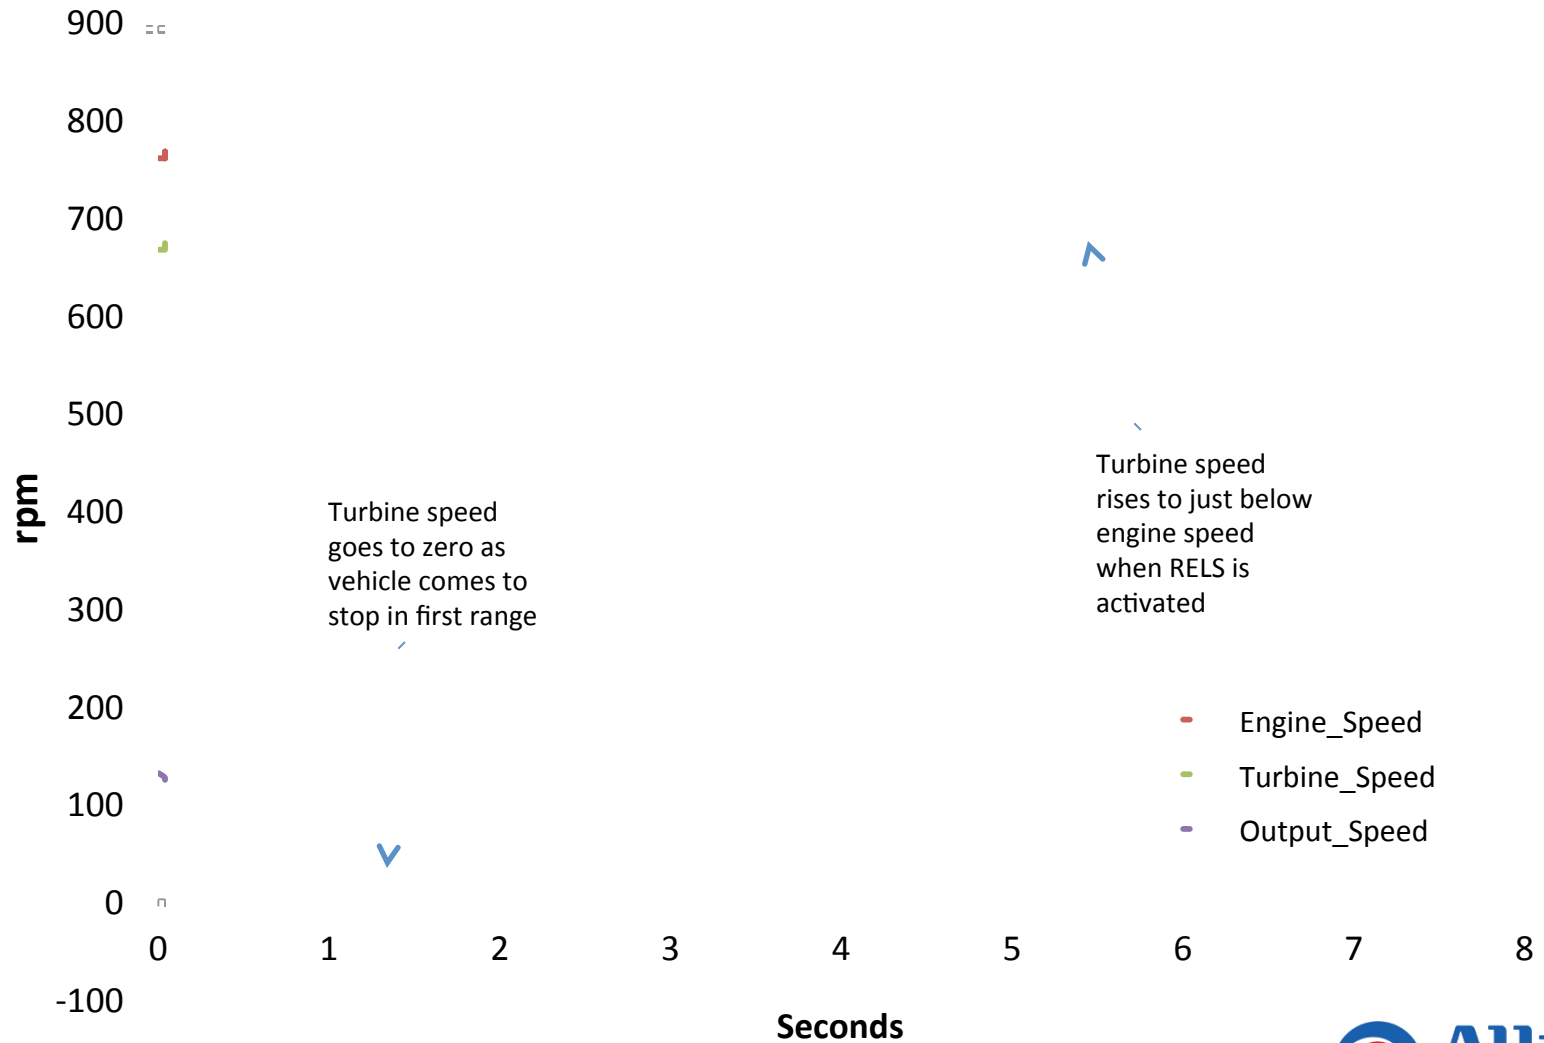 900
800
700
600
500
400
300
200
100
0
-100
rpm
Turbine speed
goes to zero as
vehicle comes to
stop in first range
Turbine speed
rises to just below
engine speed
when RELS is
activated
Engine_Speed
Turbine_Speed
Output_Speed
0 1 2 3 4 5 6 7 8
Seconds